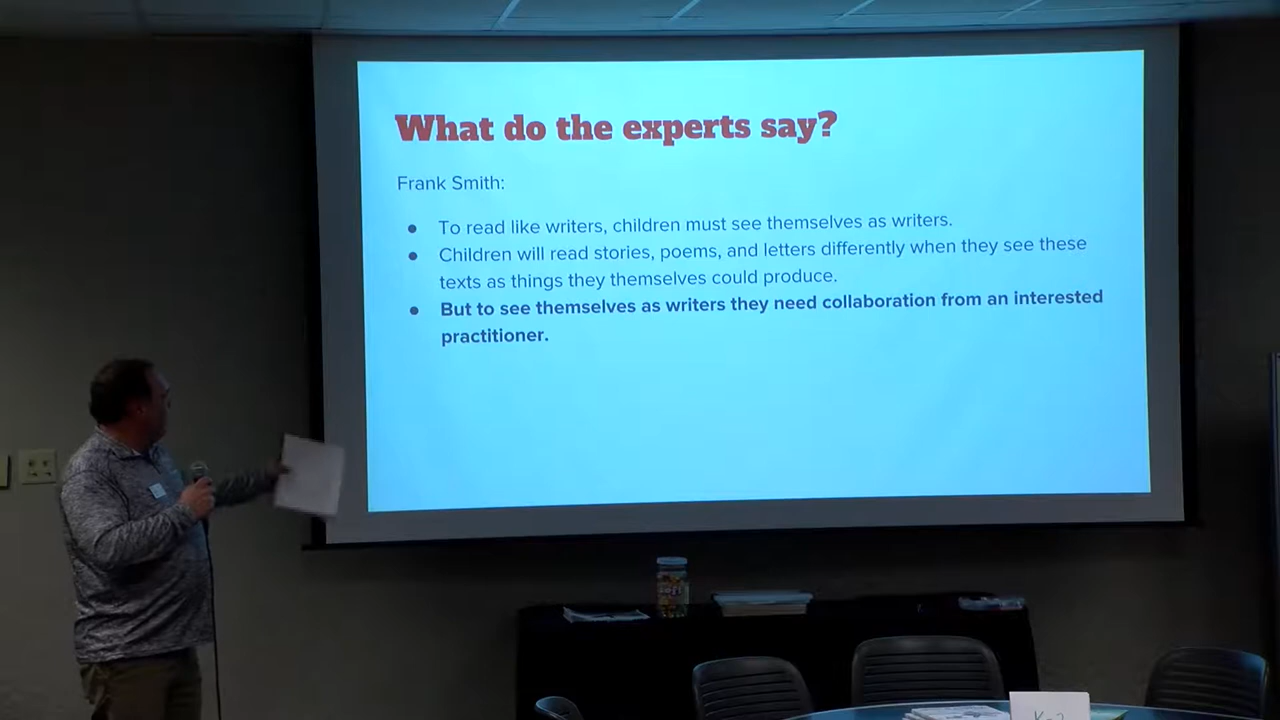 What do the experts say?
Frank Smith:
● To read like writers, children must see themselves as writers.
● Children will read stories, poems, and letters differently when they see these
texts as things they themselves could produce.
● But to see themselves as writers they need collaboration from an interested
practitioner.